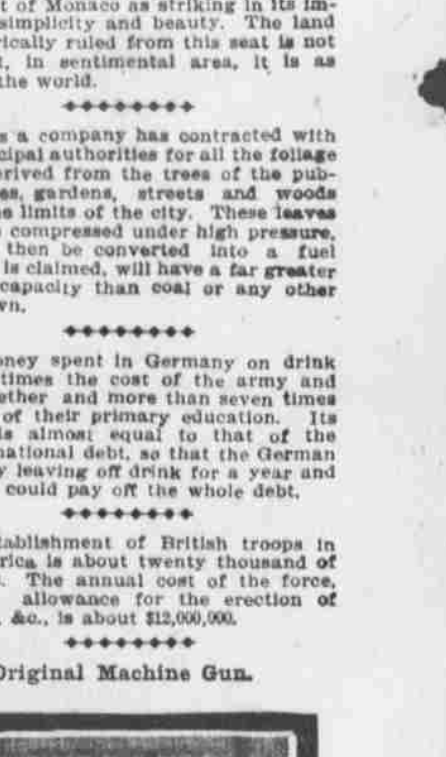 t of Monaco as striking in its im-
simplicity and beauty. The land
rically ruled from this seat is not
t, in sentimental area, it is as
the world.
s a company has contracted with
cipal authorities for all the foliage
erived from the trees of the pub-
es, gardens, streets and woods
e limits of the city. These leaves
compressed under high pressure,
then be converted into a fuel
is claimed, will have a far greater
capacity than coal or any other
wn.
oney spent in Germany on drink
times the cost of the army and
ether and more than seven times
of their primary education. Its
is almost equal to that of the
national debt, so that the German
y leaving off drink for a year and
could pay off the whole debt.
tablishment of British troops in
rica is about twenty thousand of
The annual cost of the force,
allowance for the erection of
, &c., is about $12,000,000.
Original Machine Gun.